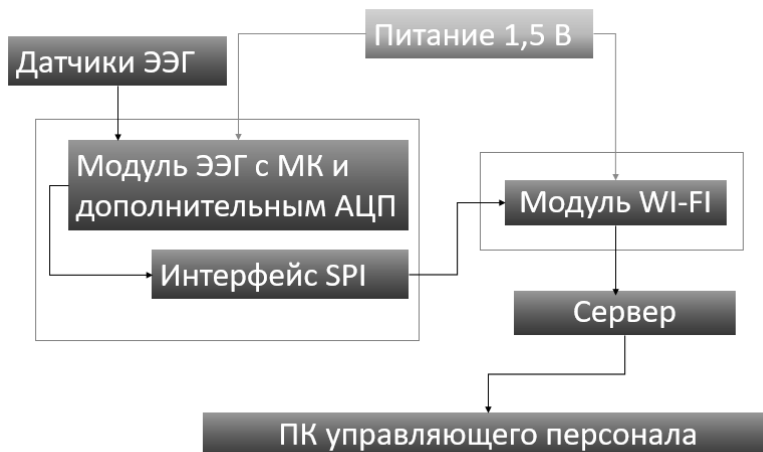 Питание 1,5 В
Датчики ЭЭГ
Модуль ЭЭГ с МК и
дополнительным АЦП
Модуль WI-FI
Интерфейс SPI
Сервер
ПК управляющего персонала